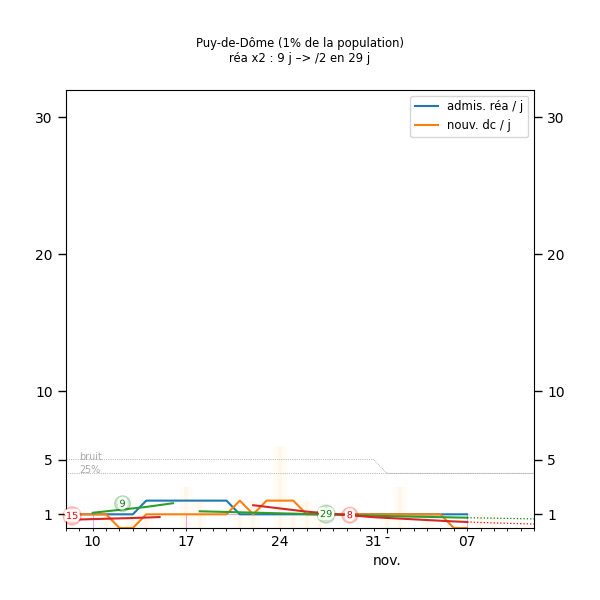 Puy-de-Dôme (1% de la population)
réa x2 : 9 j –> /2 en 29 j
admis. réa / j
nouv. dc / j
30 30
20 20
10 10
bruit
5 5
25%
9
15 29 8
1 1
10 17 24 31 - 07
nov.